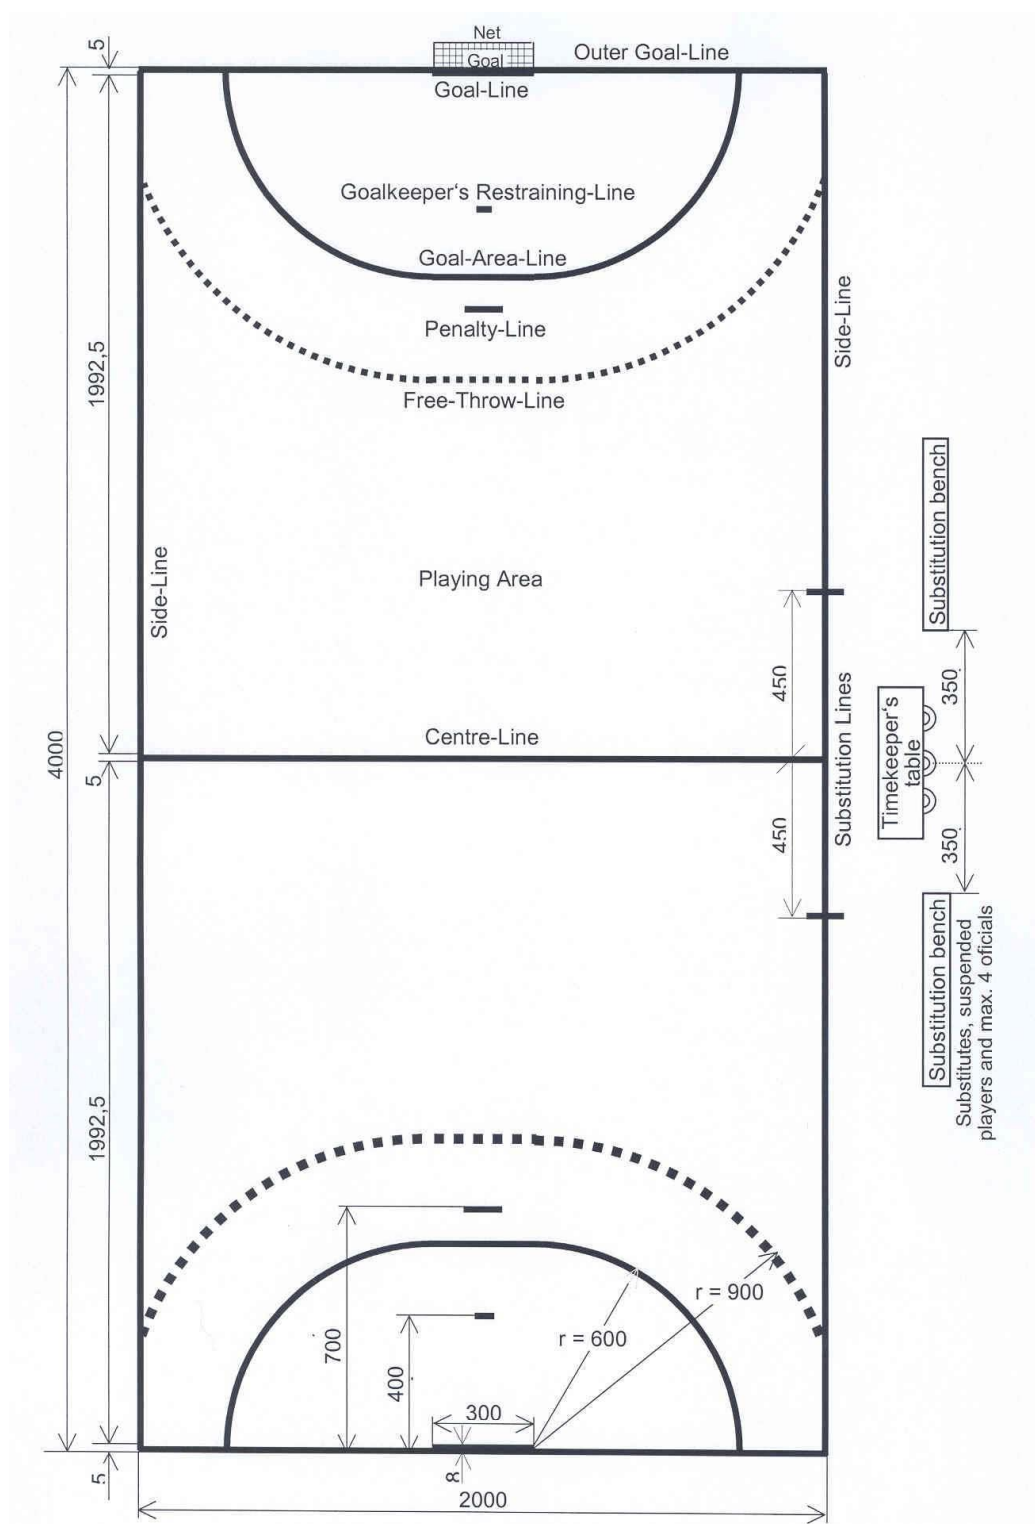 Net
5
Goal
Outer Goal-Line
Goal-Line
Goalkeeper‘s Restraining-Line
Goal-Area-Line
Side-Line
Penalty-Line
1992,5
Free-Throw-Line
Substitution bench
Side-Line
Playing Area
450
350
Substitution Lines
Timekeeper‘s
table
Centre-Line
4000
5
450
350
Substitution bench
Substitutes, suspended
players and max. 4 oficials
1992,5
r = 900
r = 600
700
400
300
8
5
2000